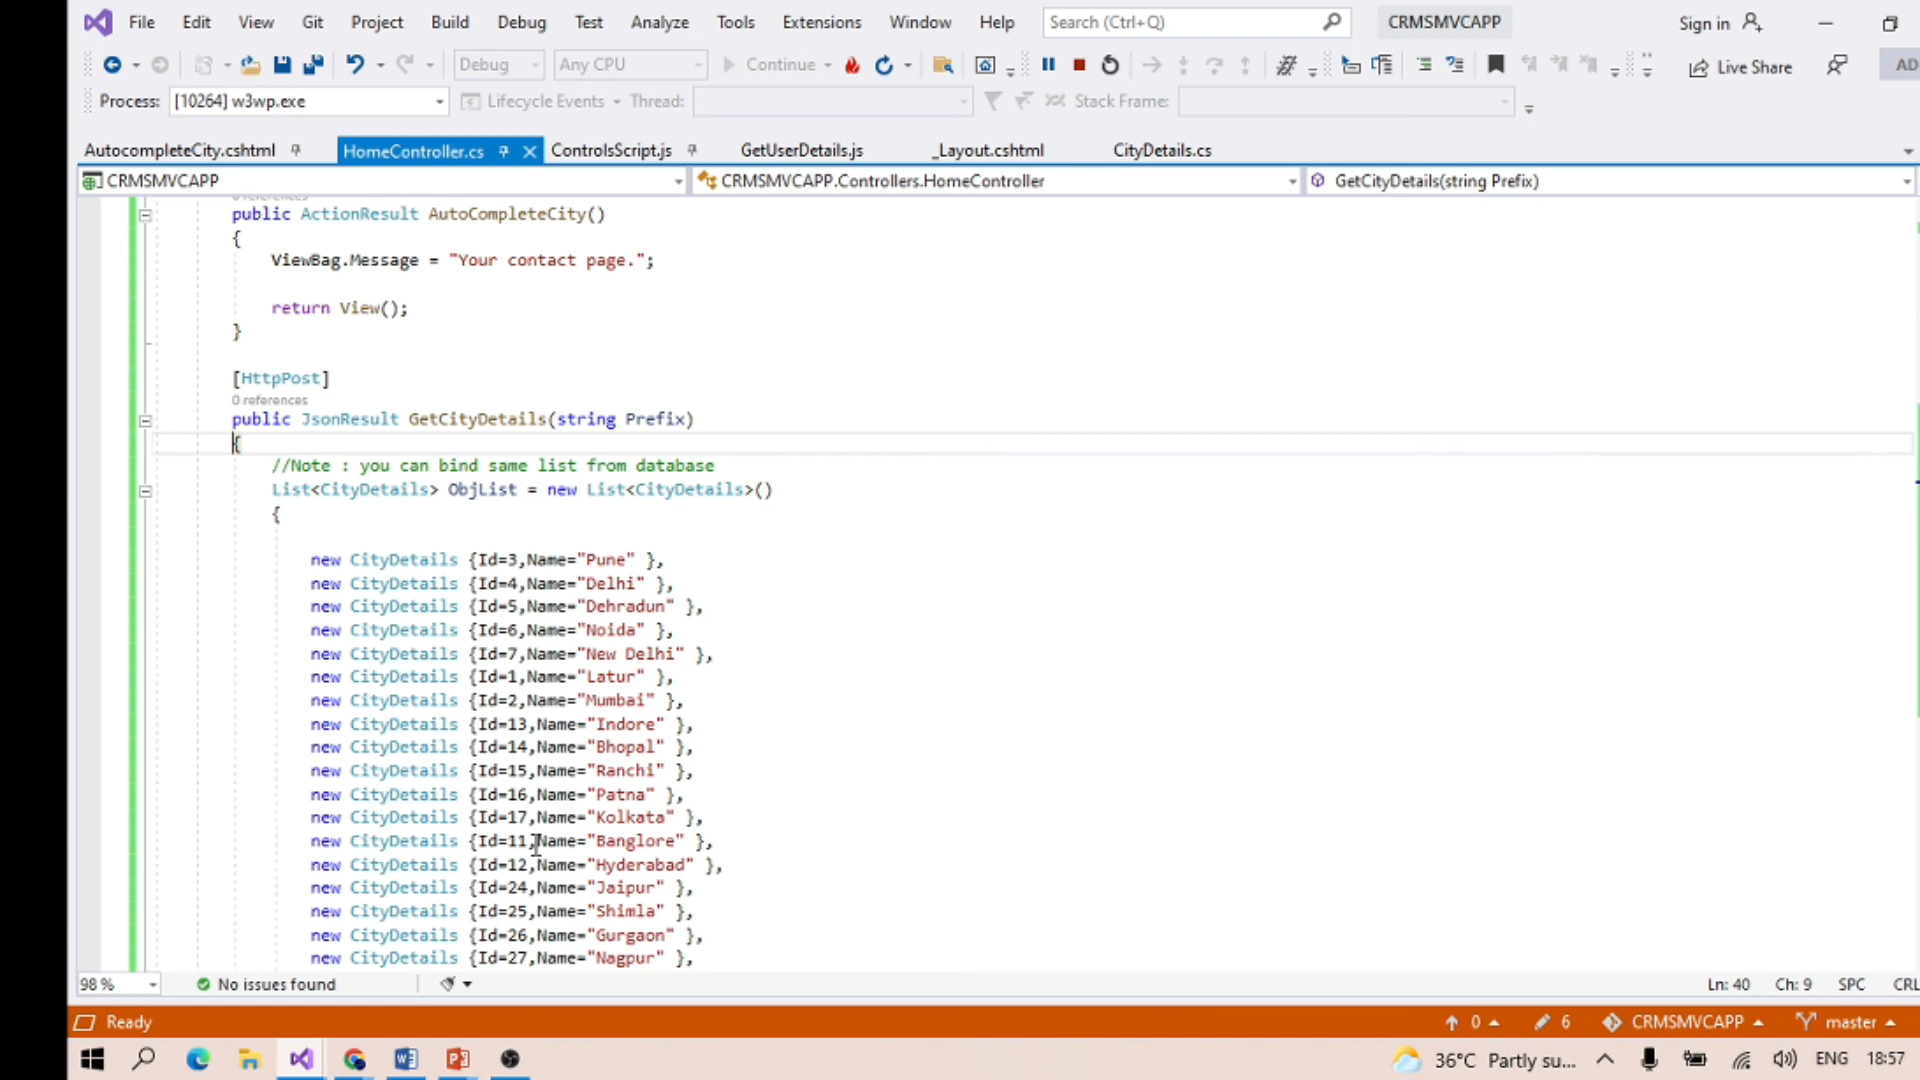 File Edit View Git Project Build Debug Test Analyze Tools Extensions Window Help Search (Ctrl+Q) CRMSMVCAPP Sign in
Debug Any CPU Continue Live Share AD
Process: [10264] w3wp.exe Lifecycle Events Thread: Stack Frame:
AutocompleteCity.cshtml HomeController.cs ControlsScript.js GetUserDetails.js _Layout.cshtml CityDetails.cs
CRMSMVCAPP CRMSMVCAPP.Controllers.HomeController GetCityDetails(string Prefix)
public ActionResult AutoCompleteCity()
{
ViewBag.Message = "Your contact page.";
return View();
}
[HttpPost]
0 references
public JsonResult GetCityDetails(string Prefix)
{
//Note : you can bind same list from database
List<CityDetails> ObjList = new List<CityDetails>()
{
new CityDetails {Id=3,Name="Pune" },
new CityDetails {Id=4,Name="Delhi" },
new CityDetails {Id=5,Name="Dehradun" },
new CityDetails {Id=6,Name="Noida" },
new CityDetails {Id=7,Name="New Delhi" },
new CityDetails {Id=1,Name="Latur" },
new CityDetails {Id=2,Name="Mumbai" },
new CityDetails {Id=13,Name="Indore" },
new CityDetails {Id=14,Name="Bhopal" },
new CityDetails {Id=15,Name="Ranchi" },
new CityDetails {Id=16,Name="Patna" },
new CityDetails {Id=17,Name="Kolkata" },
new CityDetails {Id=11,Name="Banglore" },
new CityDetails {Id=12,Name="Hyderabad" },
new CityDetails {Id=24,Name="Jaipur" },
new CityDetails {Id=25,Name="Shimla" },
new CityDetails {Id=26,Name="Gurgaon" },
new CityDetails {Id=27,Name="Nagpur" },
98 % No issues found Ln: 40 Ch: 9 SPC CRL
Ready 0 6 CRMSMVCAPP master
36°C Partly su... ENG 18:57